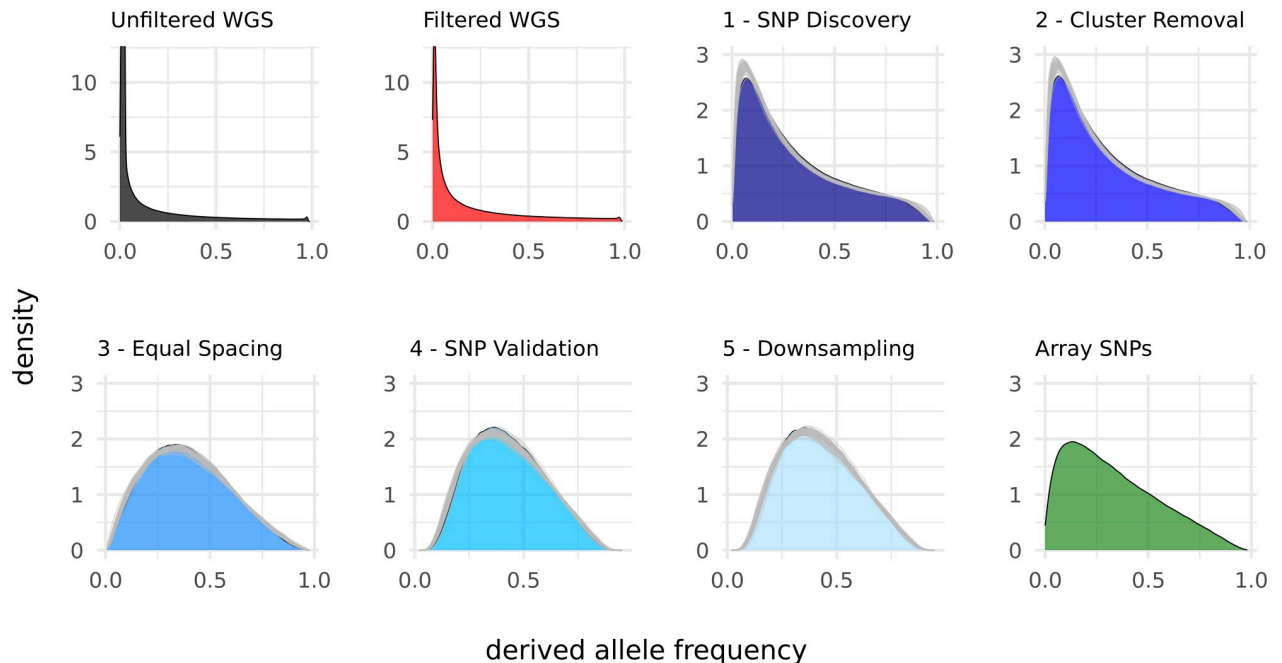 Unfiltered WGS
Filtered WGS
1 - SNP Discovery
2 - Cluster Removal
10
5
0
0.0 0.5 1.0
10
5
0
0.0 0.5 1.0
3
2
1
0
0.0 0.5 1.0
3
2
1
0
0.0 0.5 1.0
density
3 - Equal Spacing
4 - SNP Validation
5 - Downsampling
Array SNPs
3
2
1
0
0.0 0.5 1.0
3
2
1
0
0.0 0.5
3
2
1
0
0.0 0.5
3
2
1
0
0.0 0.5 1.0
derived allele frequency